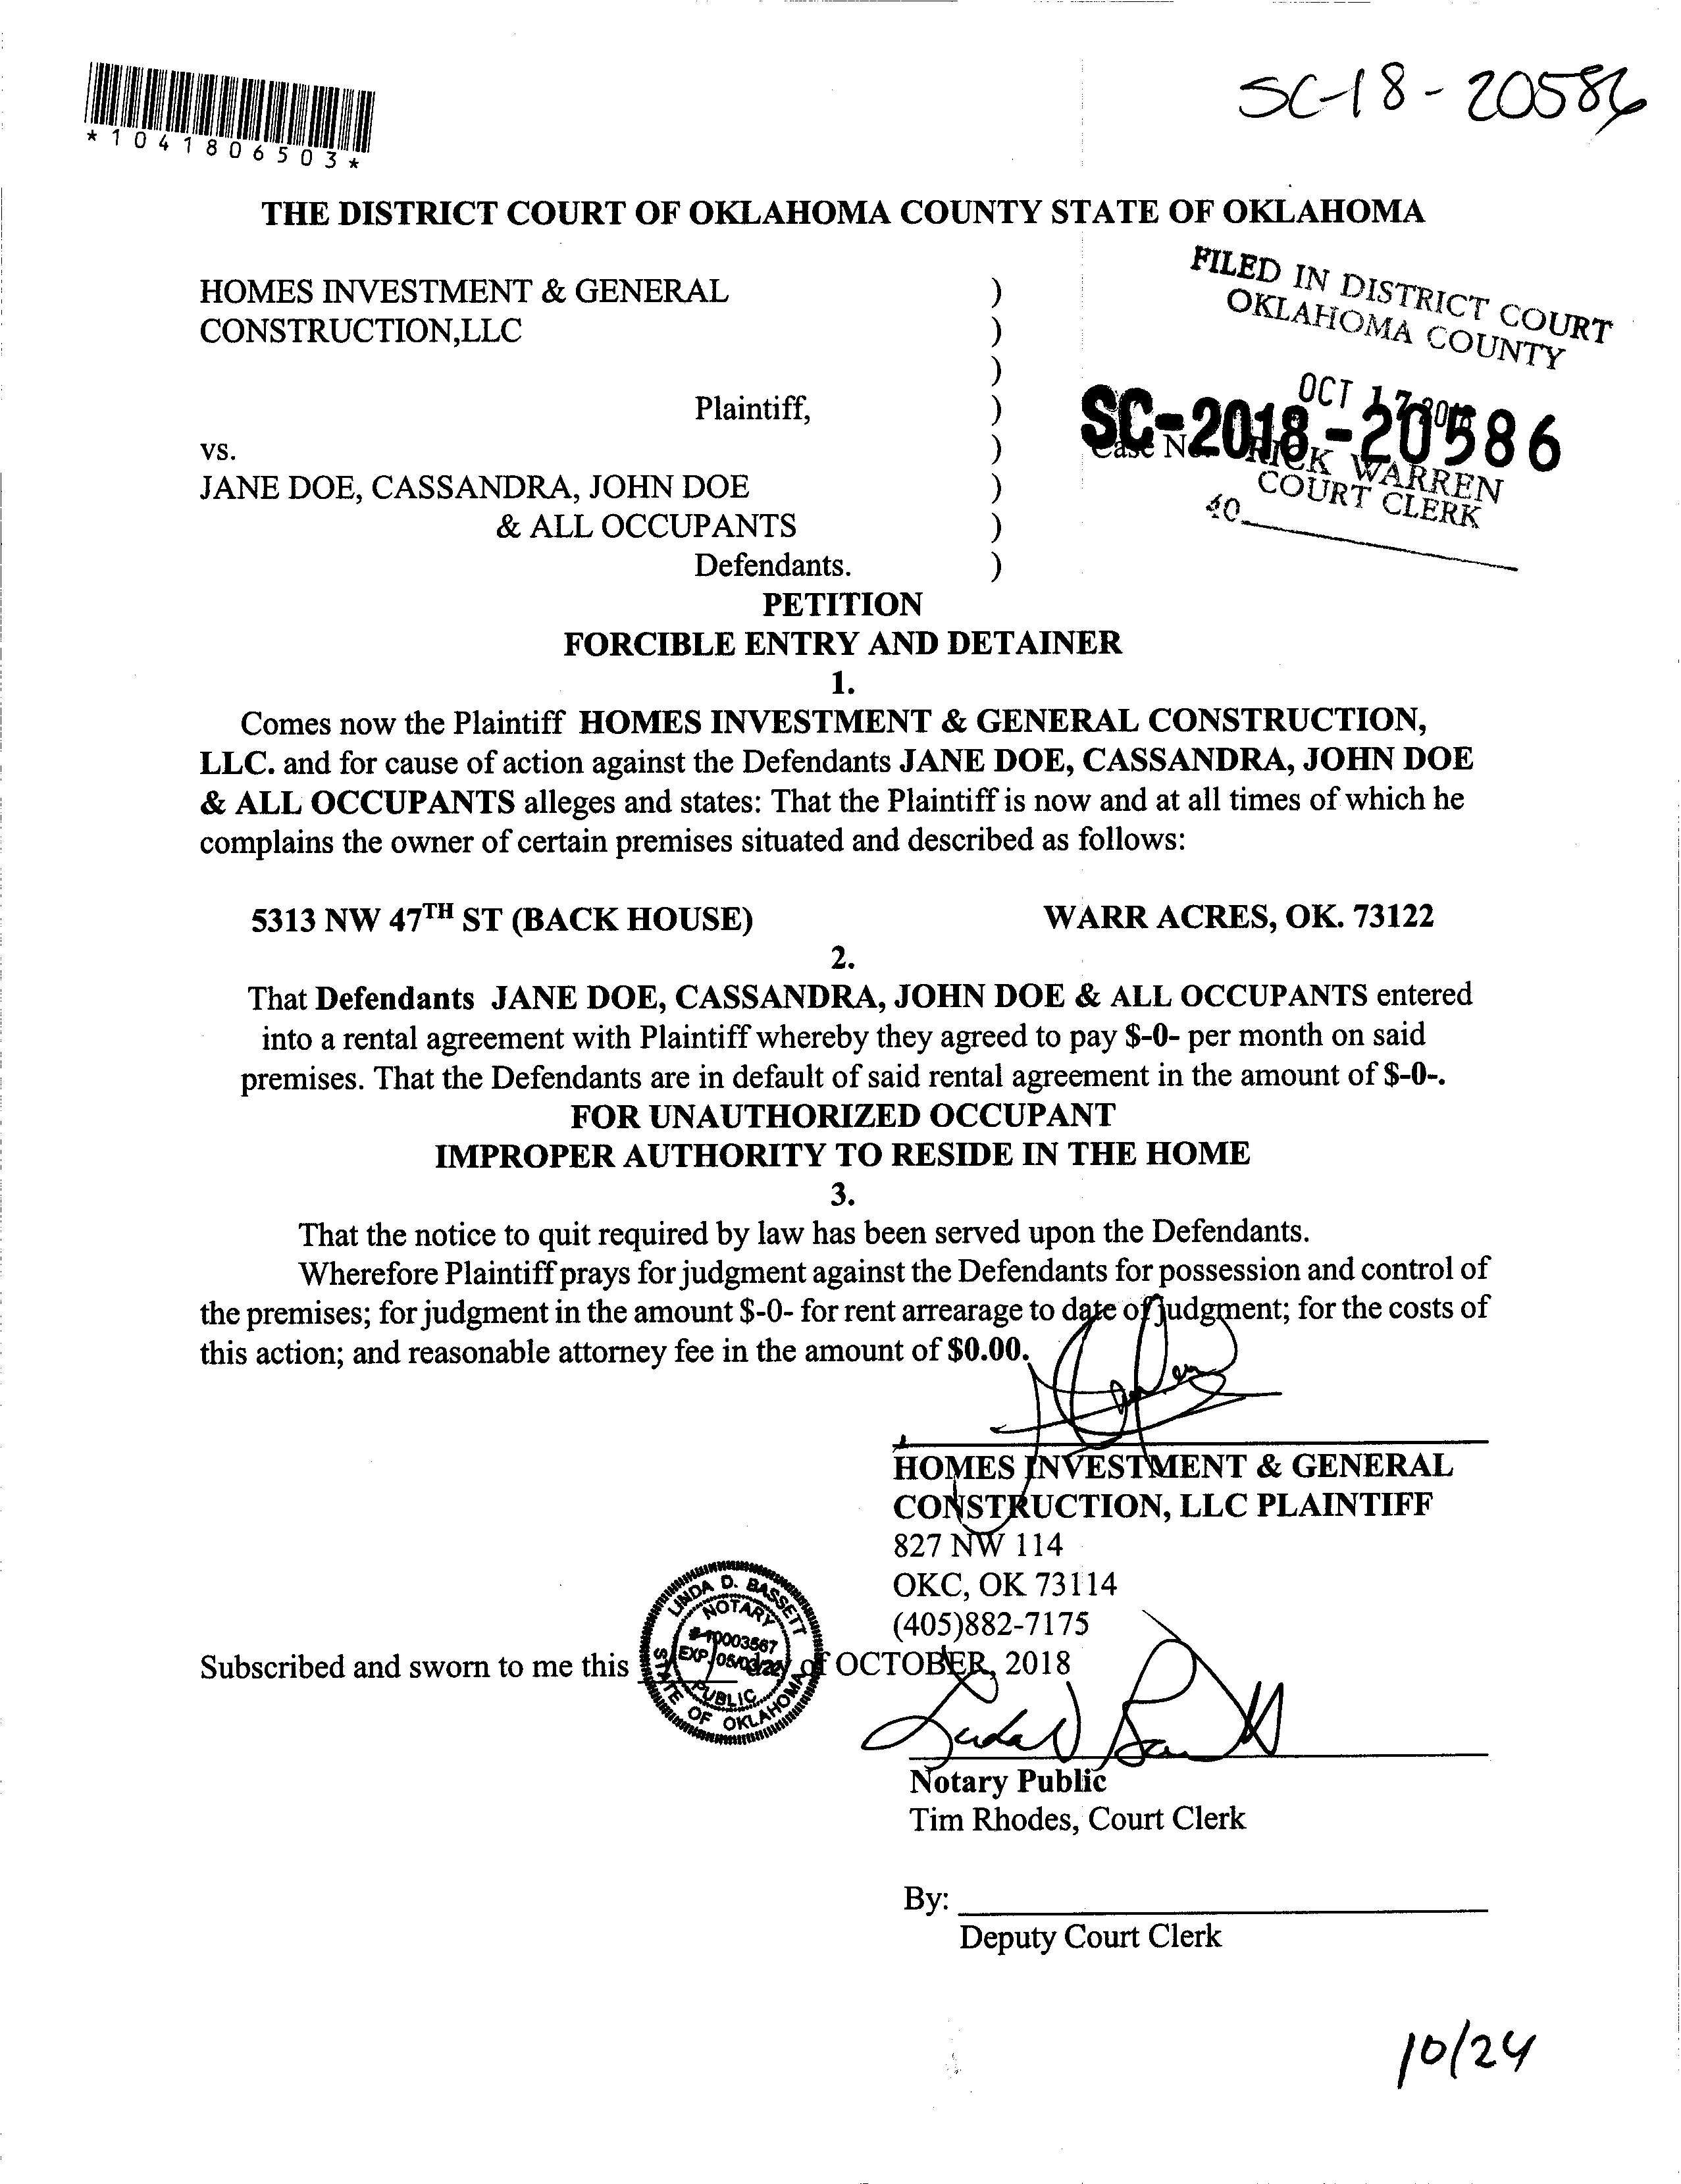 SC-18-20586
*1041806503*
THE DISTRICT COURT OF OKLAHOMA COUNTY STATE OF OKLAHOMA
FILED IN DISTRICT COURT
OKLAHOMA COUNTY
HOMES INVESTMENT & GENERAL )
CONSTRUCTION,LLC )
)
OCT 17
Plaintiff, )
SC-2018-20586
vs. )
Case No.
RICK WARREN
COURT CLERK
JANE DOE, CASSANDRA, JOHN DOE )
40
& ALL OCCUPANTS )
Defendants. )
PETITION
FORCIBLE ENTRY AND DETAINER
1.
Comes now the Plaintiff HOMES INVESTMENT & GENERAL CONSTRUCTION,
LLC. and for cause of action against the Defendants JANE DOE, CASSANDRA, JOHN DOE
& ALL OCCUPANTS alleges and states: That the Plaintiff is now and at all times of which he
complains the owner of certain premises situated and described as follows:
5313 NW 47TH ST (BACK HOUSE) WARR ACRES, OK. 73122
2.
That Defendants JANE DOE, CASSANDRA, JOHN DOE & ALL OCCUPANTS entered
into a rental agreement with Plaintiff whereby they agreed to pay $-0- per month on said
premises. That the Defendants are in default of said rental agreement in the amount of $-0-.
FOR UNAUTHORIZED OCCUPANT
IMPROPER AUTHORITY TO RESIDE IN THE HOME
3.
That the notice to quit required by law has been served upon the Defendants.
Wherefore Plaintiff prays for judgment against the Defendants for possession and control of
the premises; for judgment in the amount $-0- for rent arrearage to date of judgment; for the costs of
this action; and reasonable attorney fee in the amount of $0.00.
HOMES INVESTMENT & GENERAL
CONSTRUCTION, LLC PLAINTIFF
827 NW 114
OKC, OK 73114
(405)882-7175
LINDA D. BASSETT
NOTARY
# 10003567
EXP. 05/03/22
PUBLIC
STATE OF OKLAHOMA
Subscribed and sworn to me this of OCTOBER, 2018
Linda D Bassett
Notary Public
Tim Rhodes, Court Clerk
By:
Deputy Court Clerk
10/24